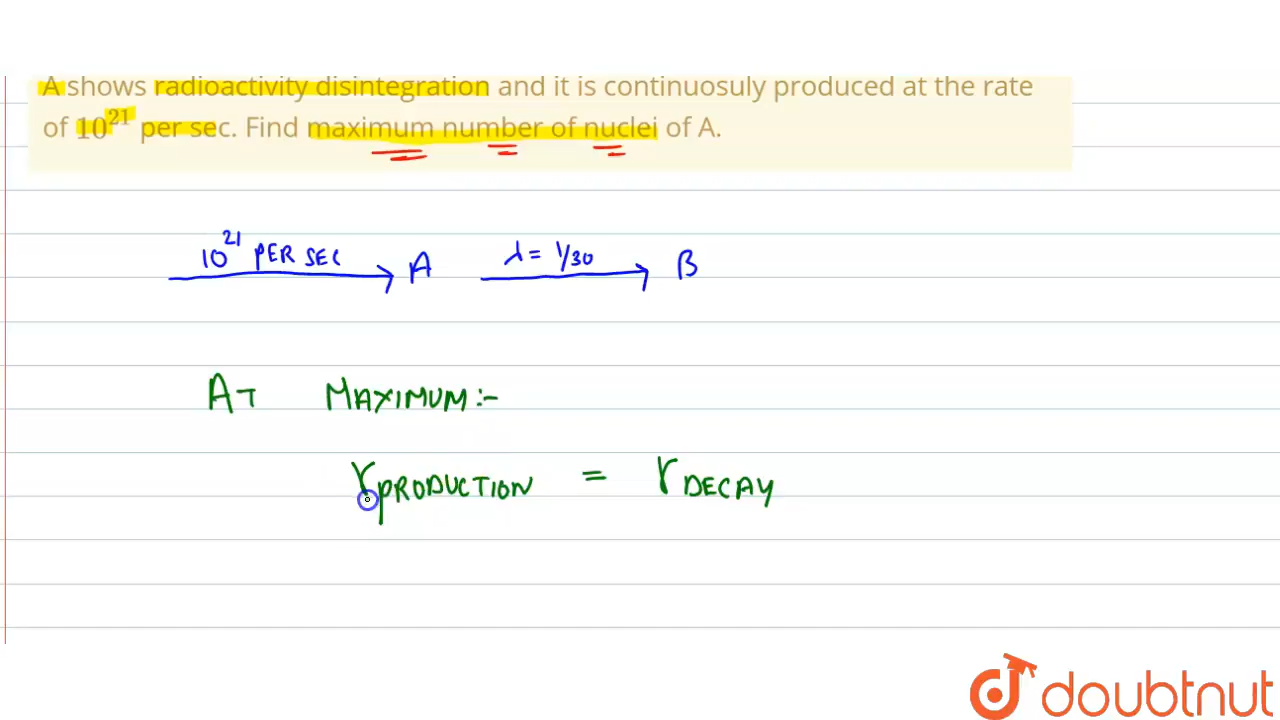 A shows radioactivity disintegration and it is continuosuly produced at the rate
of 10^21 per sec. Find maximum number of nuclei of A.
10^21 PER SEC A λ = 1/30 B
AT MAXIMUM:-
r PRODUCTION = r DECAY
doubtnut